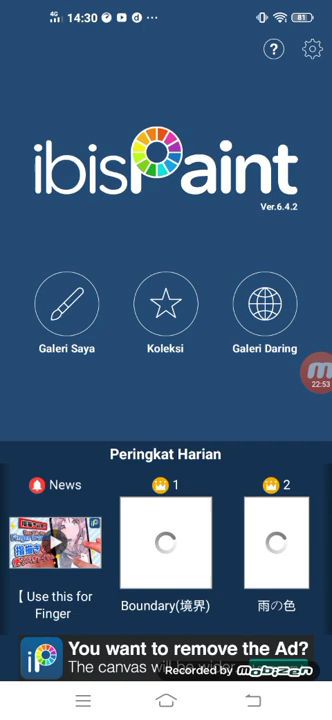 4G 14:30 81
?
ibisPaint
Ver.6.4.2
Galeri Saya Koleksi Galeri Daring
22:53
Peringkat Harian
News 1 2
【 Use this for
Finger
Boundary(境界)
雨の色
You want to remove the Ad?
The canvas w
Recorded by mobizen